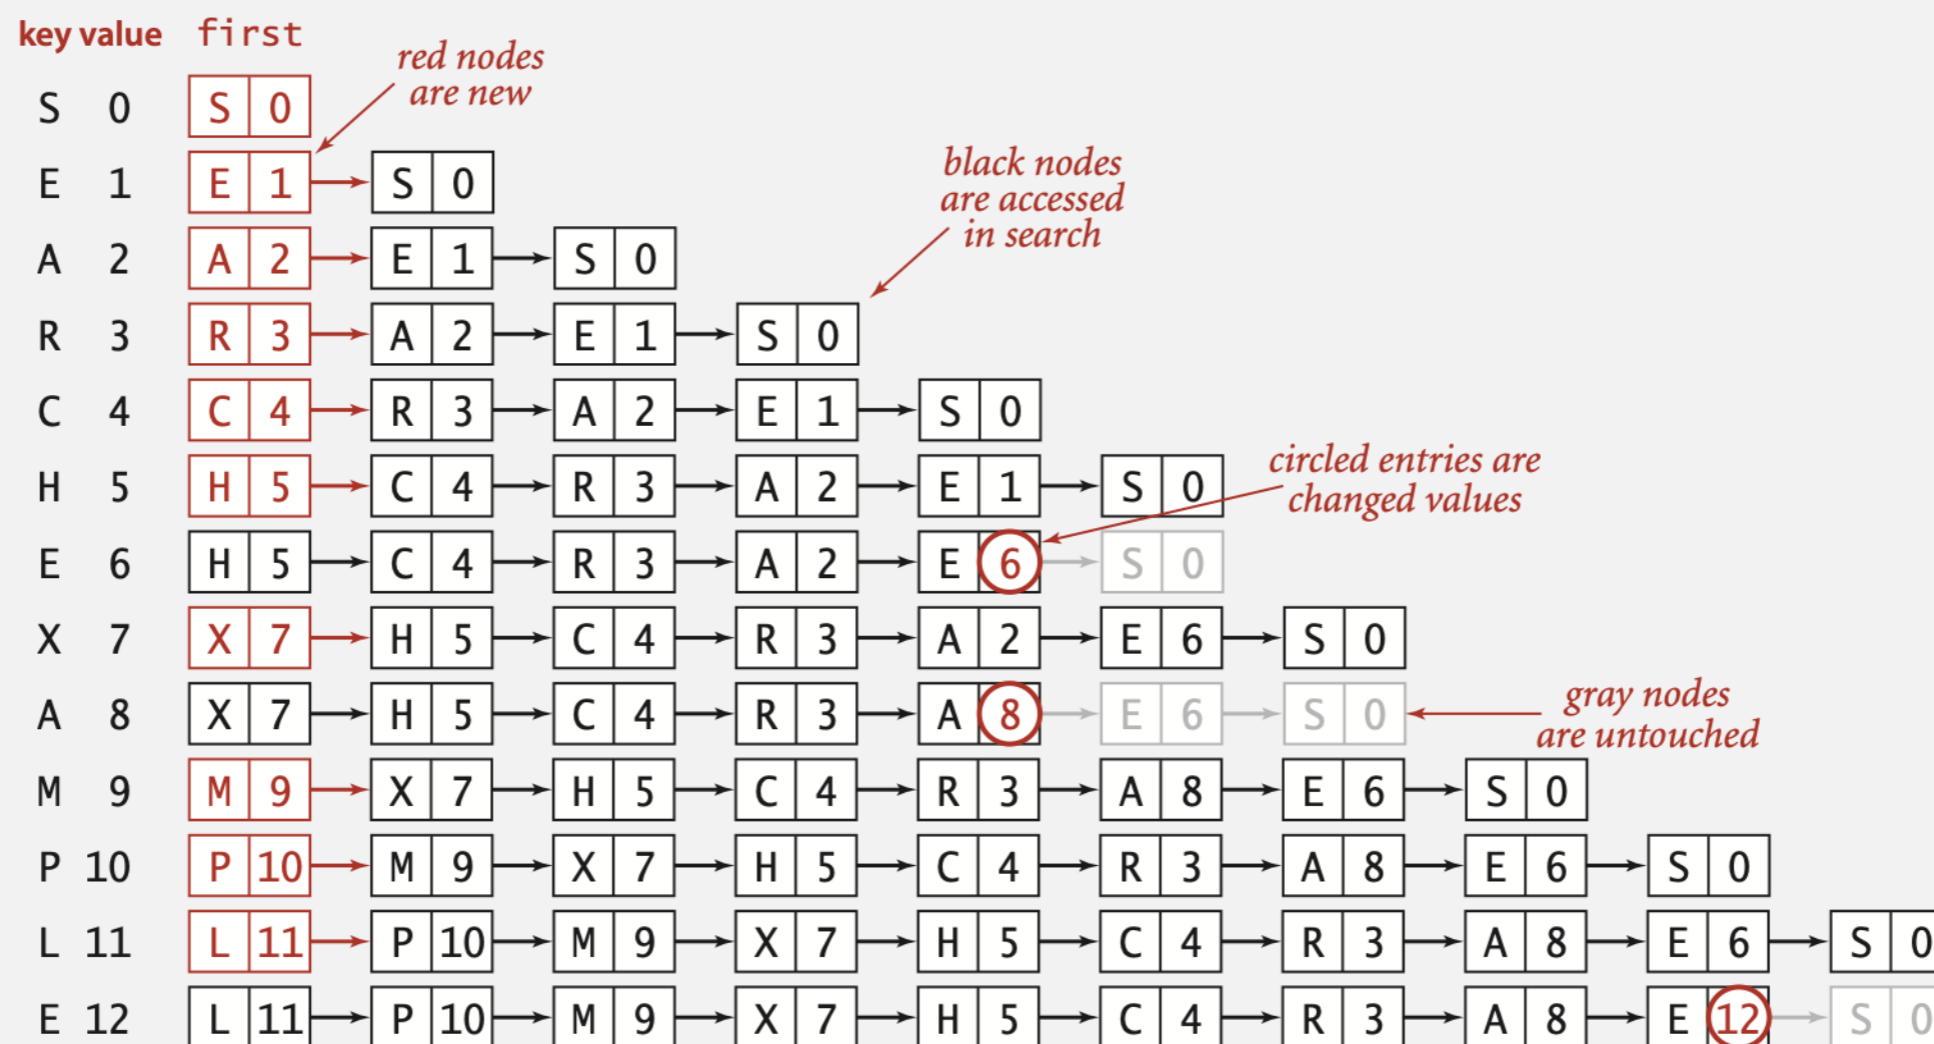 key value first
red nodes
are new
S 0 S 0
E 1 E 1 S 0
black nodes
are accessed
in search
A 2 A 2 E 1 S 0
R 3 R 3 A 2 E 1 S 0
C 4 C 4 R 3 A 2 E 1 S 0
circled entries are
changed values
H 5 H 5 C 4 R 3 A 2 E 1 S 0
E 6 H 5 C 4 R 3 A 2 E 6 S 0
X 7 X 7 H 5 C 4 R 3 A 2 E 6 S 0
gray nodes
are untouched
A 8 X 7 H 5 C 4 R 3 A 8 E 6 S 0
M 9 M 9 X 7 H 5 C 4 R 3 A 8 E 6 S 0
P 10 P 10 M 9 X 7 H 5 C 4 R 3 A 8 E 6 S 0
L 11 L 11 P 10 M 9 X 7 H 5 C 4 R 3 A 8 E 6 S 0
E 12 L 11 P 10 M 9 X 7 H 5 C 4 R 3 A 8 E 12 S 0